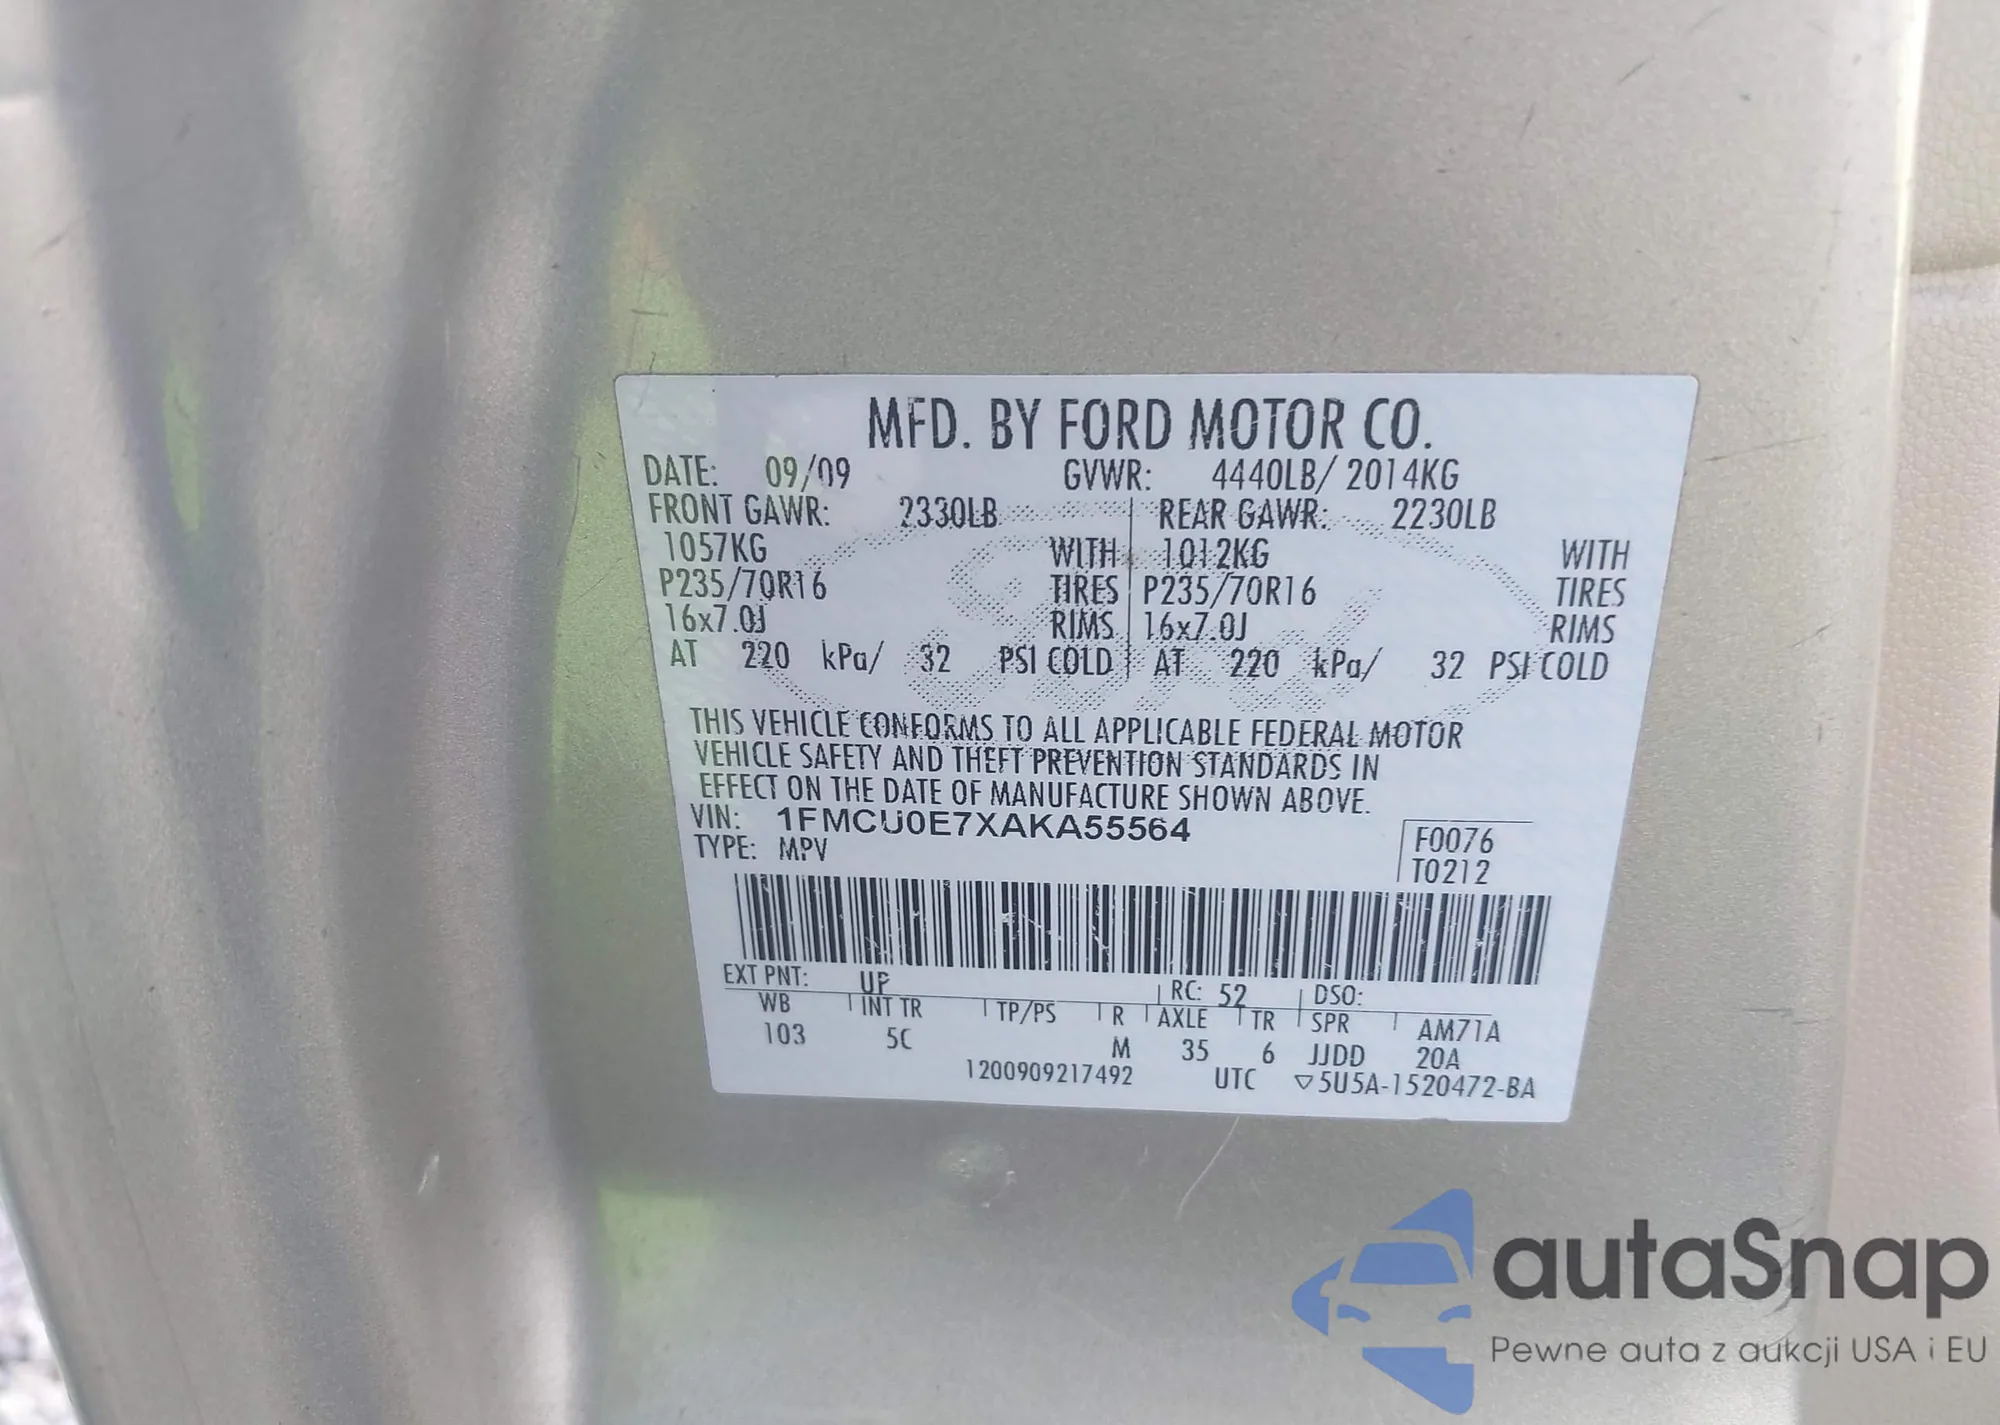 MFD. BY FORD MOTOR CO.
DATE: 09/09 GVWR: 4440LB/ 2014KG
FRONT GAWR: 2330LB REAR GAWR: 2230LB
1057KG WITH 1012KG WITH
P235/70R16 TIRES P235/70R16 TIRES
16x7.0J RIMS 16x7.0J RIMS
AT 220 kPa/ 32 PSI COLD AT 220 kPa/ 32 PSI COLD
THIS VEHICLE CONFORMS TO ALL APPLICABLE FEDERAL MOTOR
VEHICLE SAFETY AND THEFT PREVENTION STANDARDS IN
EFFECT ON THE DATE OF MANUFACTURE SHOWN ABOVE.
VIN: 1FMCU0E7XAKA55564
TYPE: MPV
F0076
T0212
EXT PNT: UP RC: 52 DSO:
WB INT TR TP/PS R AXLE TR SPR AM71A
103 5C M 35 6 JJDD 20A
1200909217492 UTC ▽5U5A-1520472-BA
autaSnap
Pewne auta z aukcji USA i EU